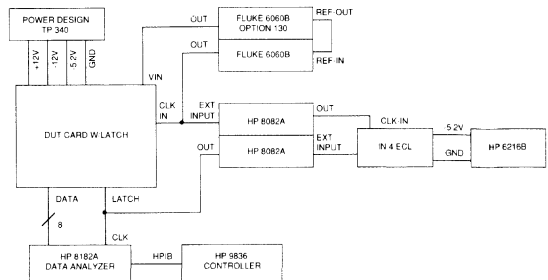 POWER DESIGN
TP 340
+12V
-12V
5.2V
GND
OUT
FLUKE 6060B
OPTION 130
REF-OUT
OUT
FLUKE 6060B
REF-IN
VIN
CLK
IN
EXT
INPUT
HP 8082A
OUT
DUT CARD W LATCH
OUT
HP 8082A
EXT
INPUT
CLK-IN
IN 4 ECL
5.2V
GND
HP 6216B
DATA
LATCH
8
CLK
HP 8182A
DATA ANALYZER
HPIB
HP 9836
CONTROLLER